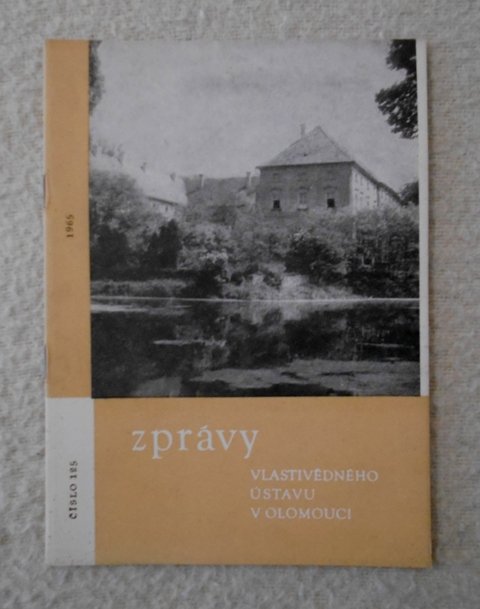 1965
ČÍSLO 125
zprávy
VLASTIVĚDNÉHO
ÚSTAVU
V OLOMOUCI